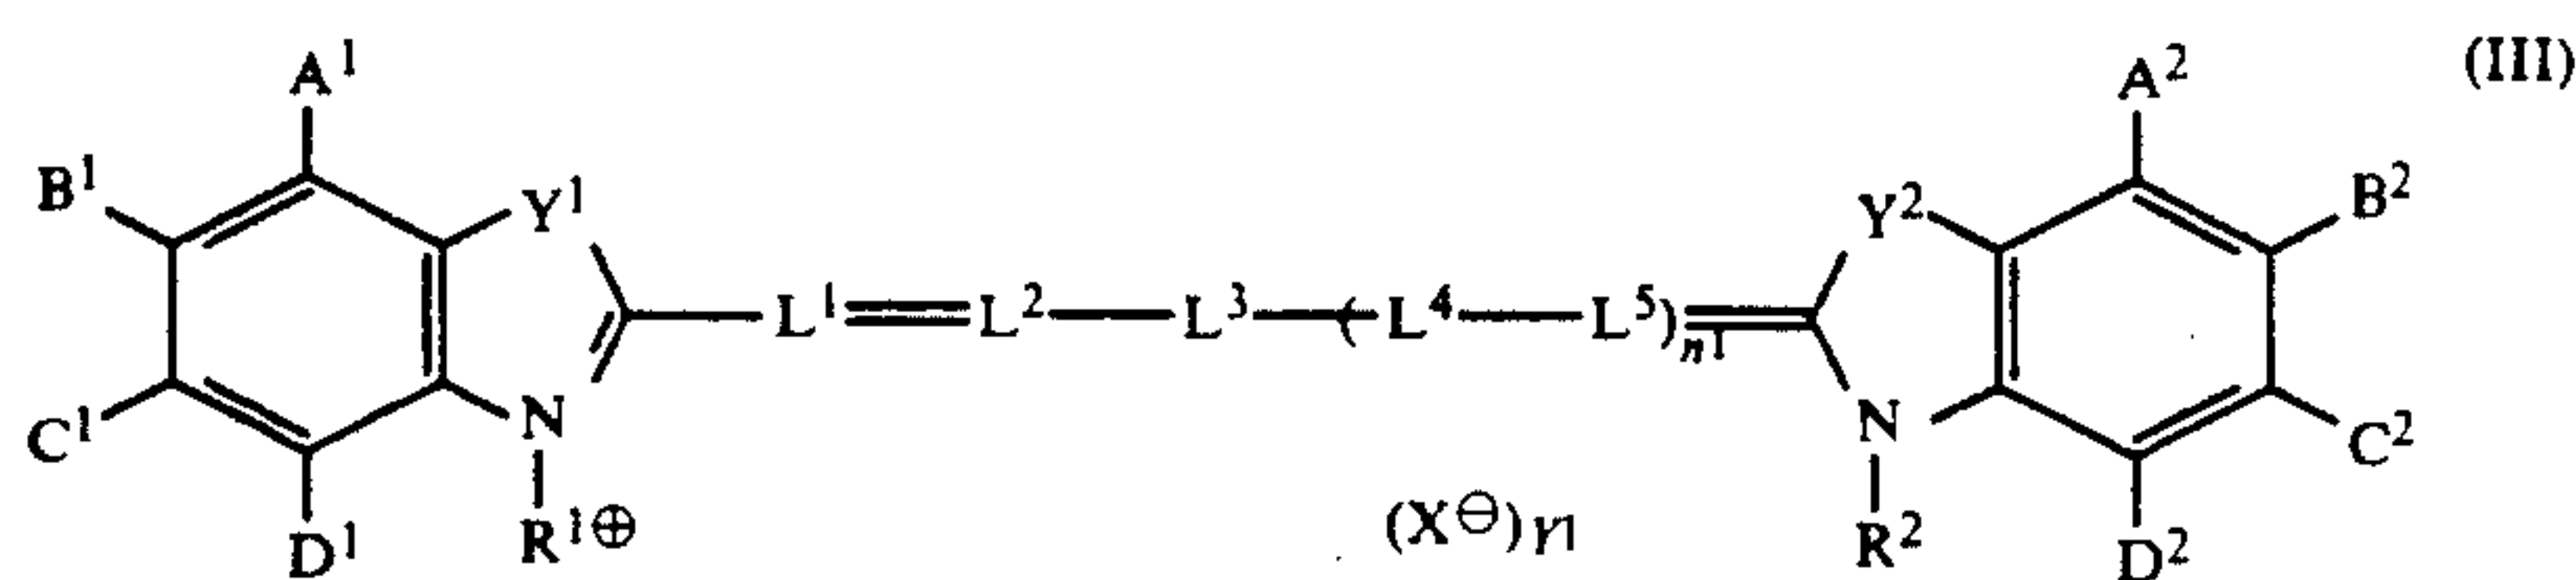 A¹ A² (III)
B¹ Y¹ Y² B²
L¹ L² L³ ( L⁴ L⁵ )n1
C¹ N N C²
D¹ R¹⊕ (X⊖)γ1 R² D²